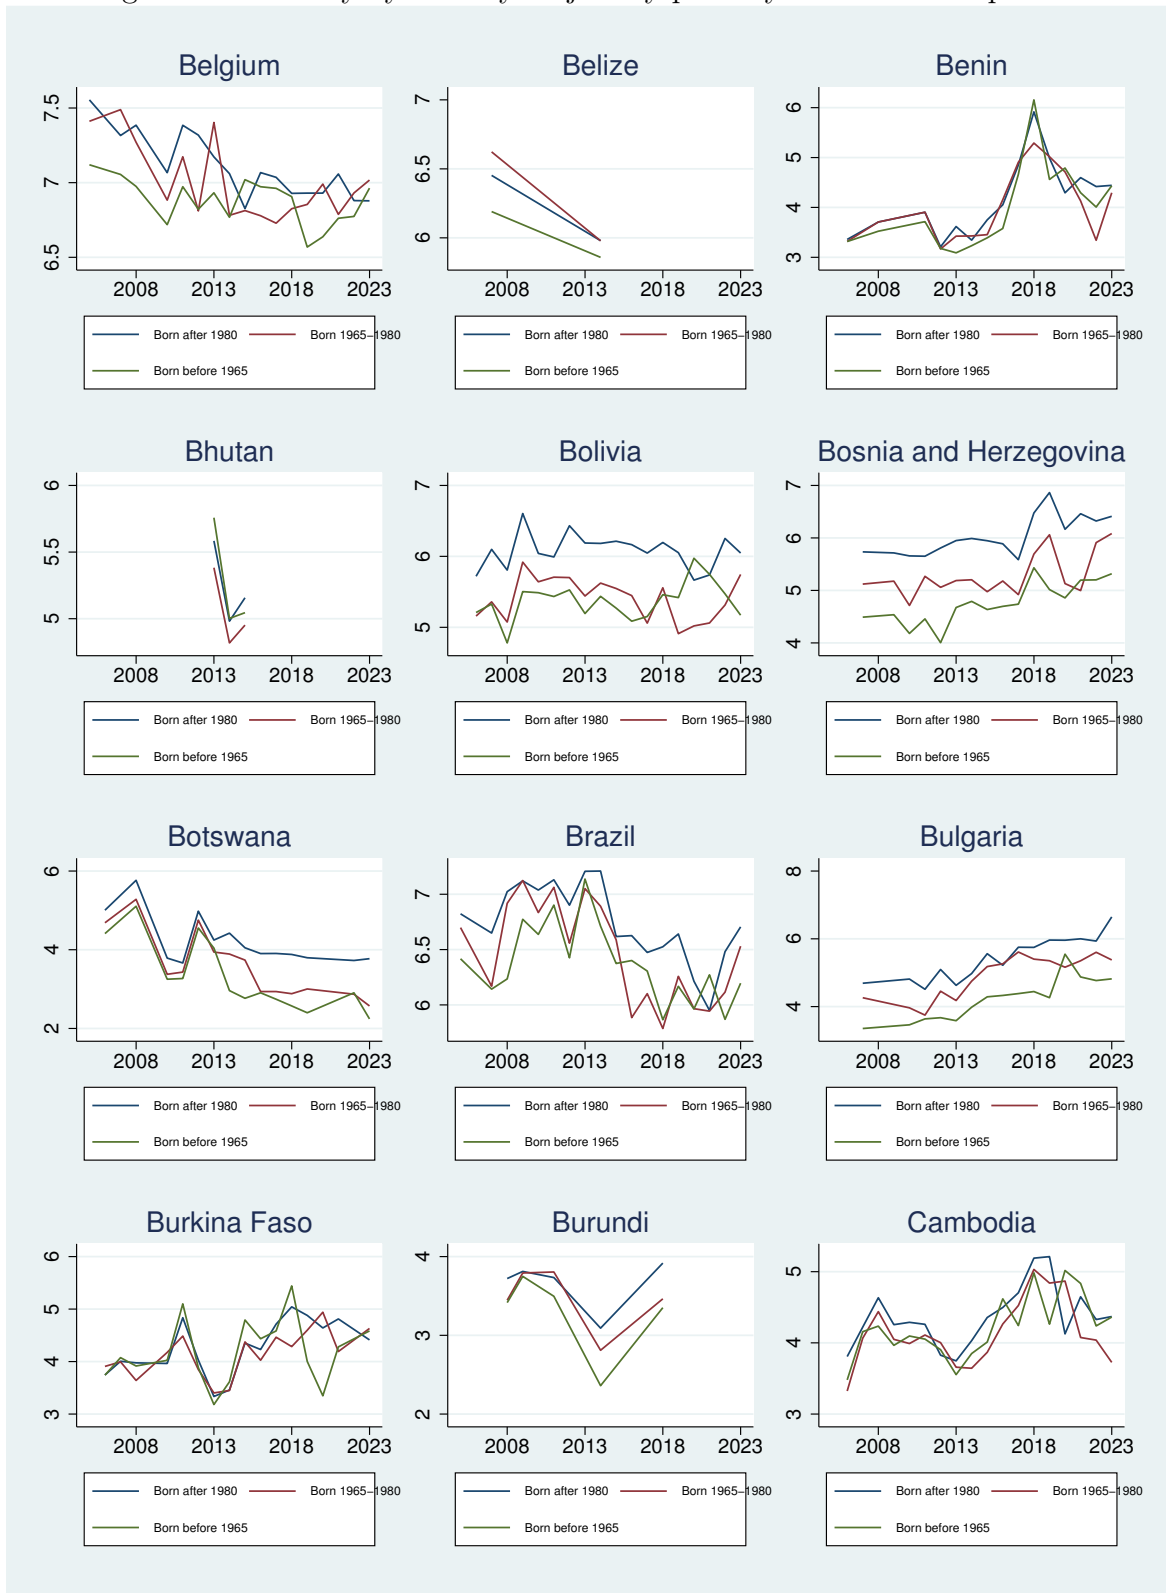 Belgium Belize Benin
7.5 7 6.5
7 6.5 6
6 5 4 3
2008 2013 2018 2023 2008 2013 2018 2023 2008 2013 2018 2023
Born after 1980 Born 1965–1980 Born after 1980 Born 1965–1980 Born after 1980 Born 1965–1980
Born before 1965 Born before 1965 Born before 1965
Bhutan Bolivia Bosnia and Herzegovina
6 5.5 5
7 6 5
7 6 5 4
2008 2013 2018 2023 2008 2013 2018 2023 2008 2013 2018 2023
Born after 1980 Born 1965–1980 Born after 1980 Born 1965–1980 Born after 1980 Born 1965–1980
Born before 1965 Born before 1965 Born before 1965
Botswana Brazil Bulgaria
6 4 2
7 6.5 6
8 6 4
2008 2013 2018 2023 2008 2013 2018 2023 2008 2013 2018 2023
Born after 1980 Born 1965–1980 Born after 1980 Born 1965–1980 Born after 1980 Born 1965–1980
Born before 1965 Born before 1965 Born before 1965
Burkina Faso Burundi Cambodia
6 5 4 3
4 3 2
5 4 3
2008 2013 2018 2023 2008 2013 2018 2023 2008 2013 2018 2023
Born after 1980 Born 1965–1980 Born after 1980 Born 1965–1980 Born after 1980 Born 1965–1980
Born before 1965 Born before 1965 Born before 1965